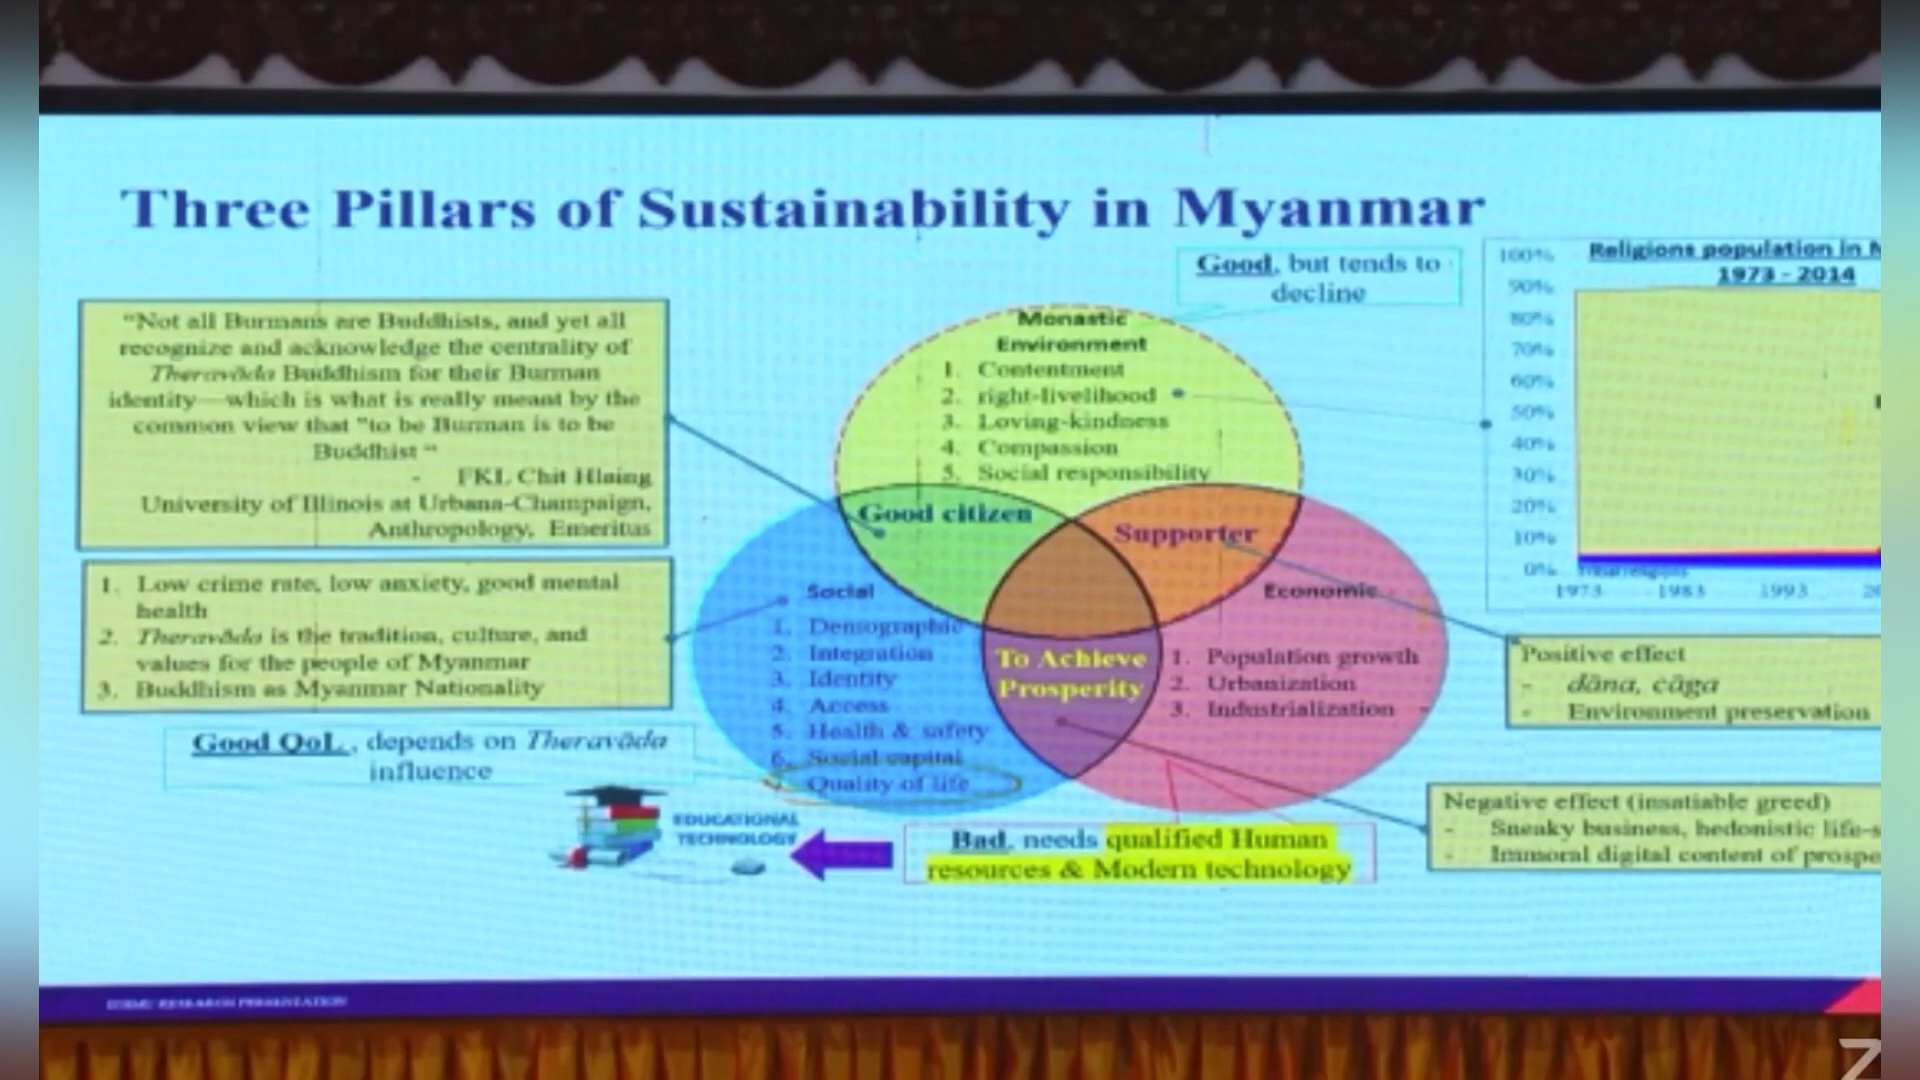 Three Pillars of Sustainability in Myanmar
"Not all Burmans are Buddhists, and yet all
recognize and acknowledge the centrality of
Theravāda Buddhism for their Burman
identity—which is what is really meant by the
common view that "to be Burman is to be
Buddhist "
- FKL Chit Hlaing
University of Illinois at Urbana-Champaign,
Anthropology, Emeritus
1. Low crime rate, low anxiety, good mental
health
2. Theravāda is the tradition, culture, and
values for the people of Myanmar
3. Buddhism as Myanmar Nationality
Good QoL , depends on Theravāda
influence
EDUCATIONAL
TECHNOLOGY
Good, but tends to
decline
Monastic
Environment
1. Contentment
2. right-livelihood
3. Loving-kindness
4. Compassion
5. Social responsibility
Good citizen
Supporter
Social
1. Demographic
2. Integration
3. Identity
4. Access
5. Health & safety
6. Social capital
Quality of life
To Achieve
Prosperity
Economic
1. Population growth
2. Urbanization
3. Industrialization
Bad, needs qualified Human
resources & Modern technology
Religions population in
1973 - 2014
100%
90%
80%
70%
60%
50%
40%
30%
20%
10%
0%
Tribal religions
1973 1983 1993
Positive effect
- dāna, cāga
- Environment preservation
Negative effect (insatiable greed)
- Sneaky business, hedonistic
- Immoral digital content of
RESEARCH PRESENTATION